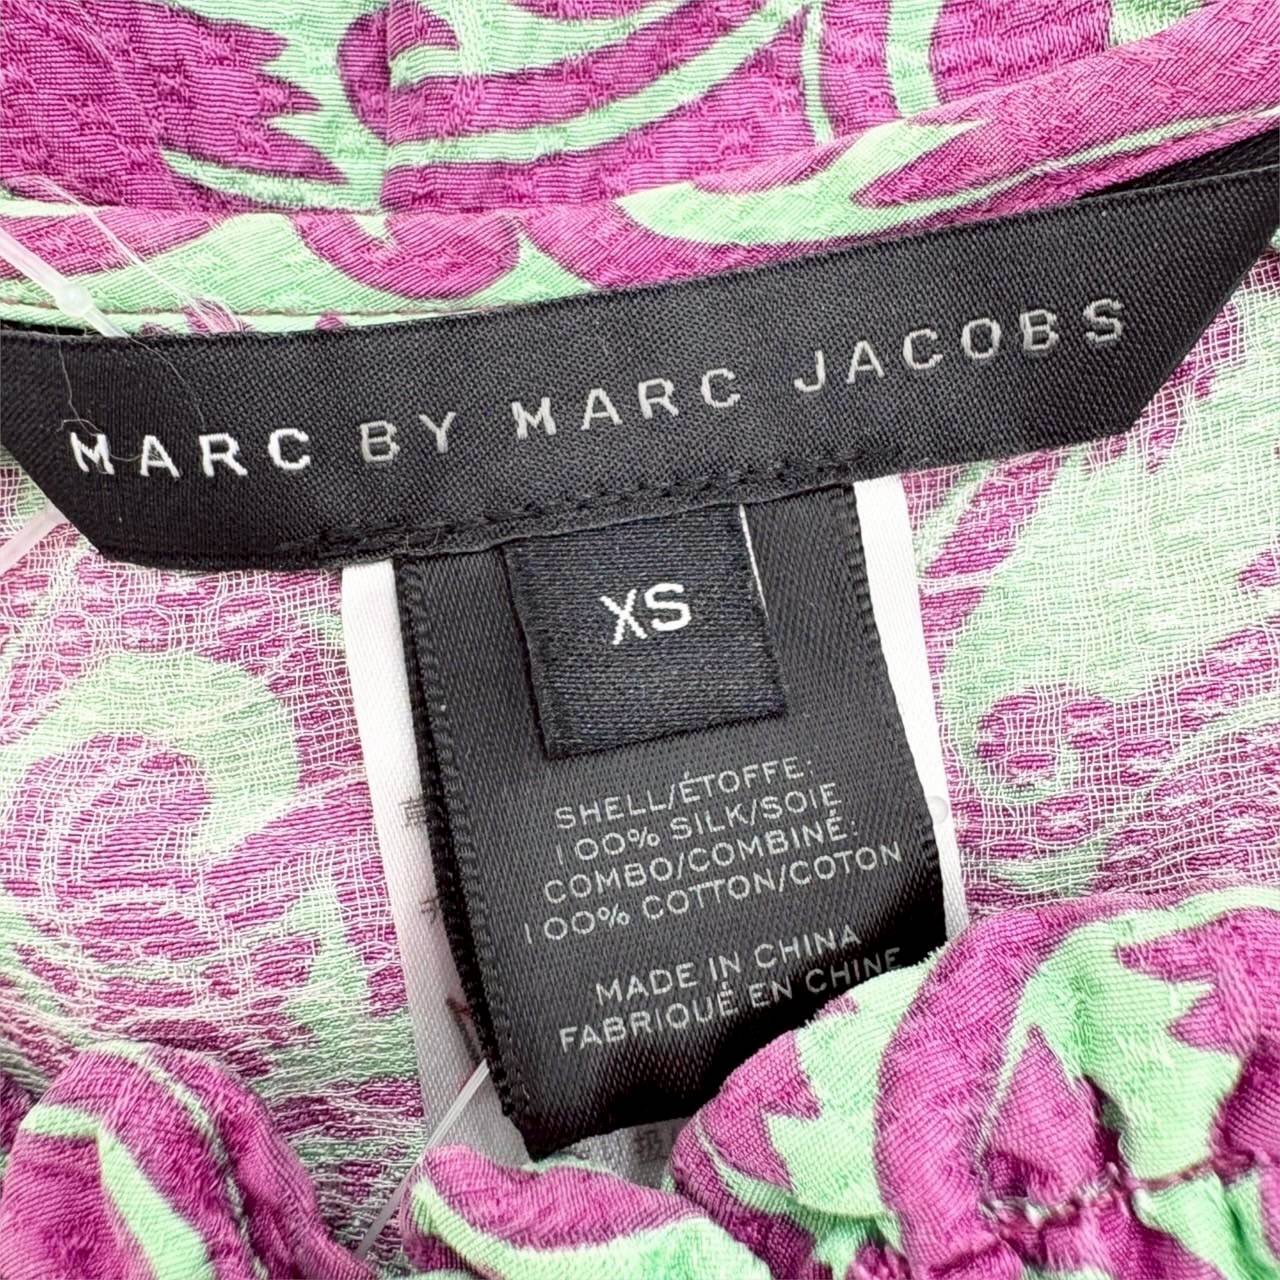 MARC BY MARC JACOBS
XS
SHELL/ÉTOFFE:
100% SILK/SOIE
COMBO/COMBINÉ:
100% COTTON/COTON
MADE IN CHINA
FABRIQUÉ EN CHINE